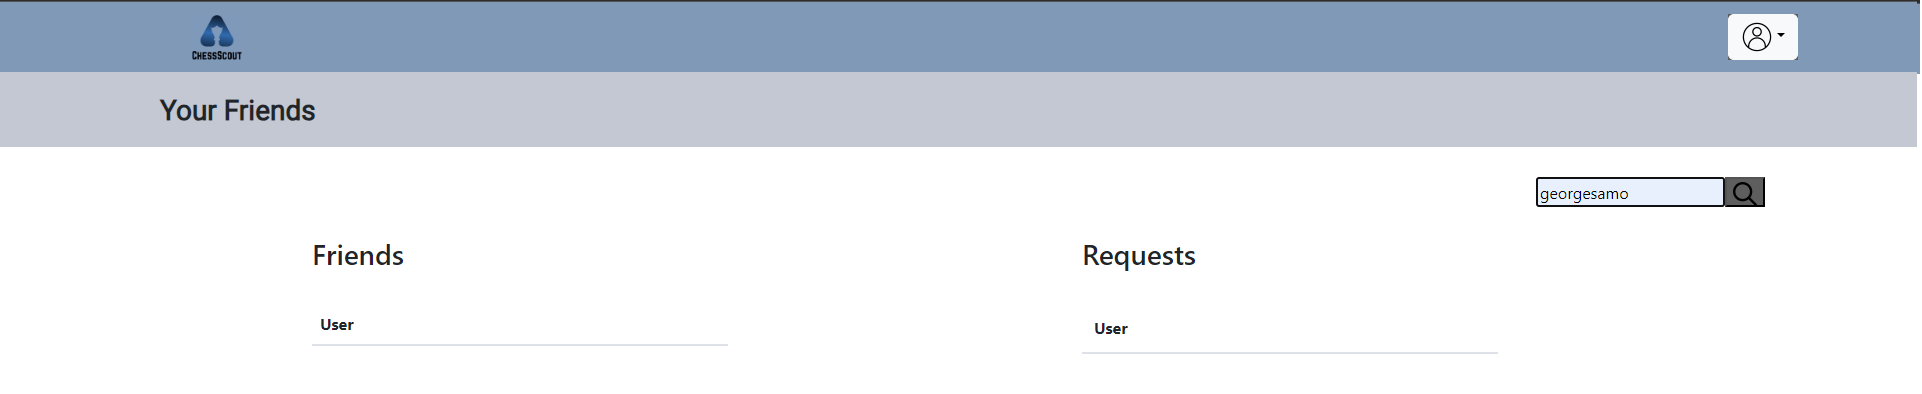 ChessScout
Your Friends
georgesamo
Friends
Requests
User
User